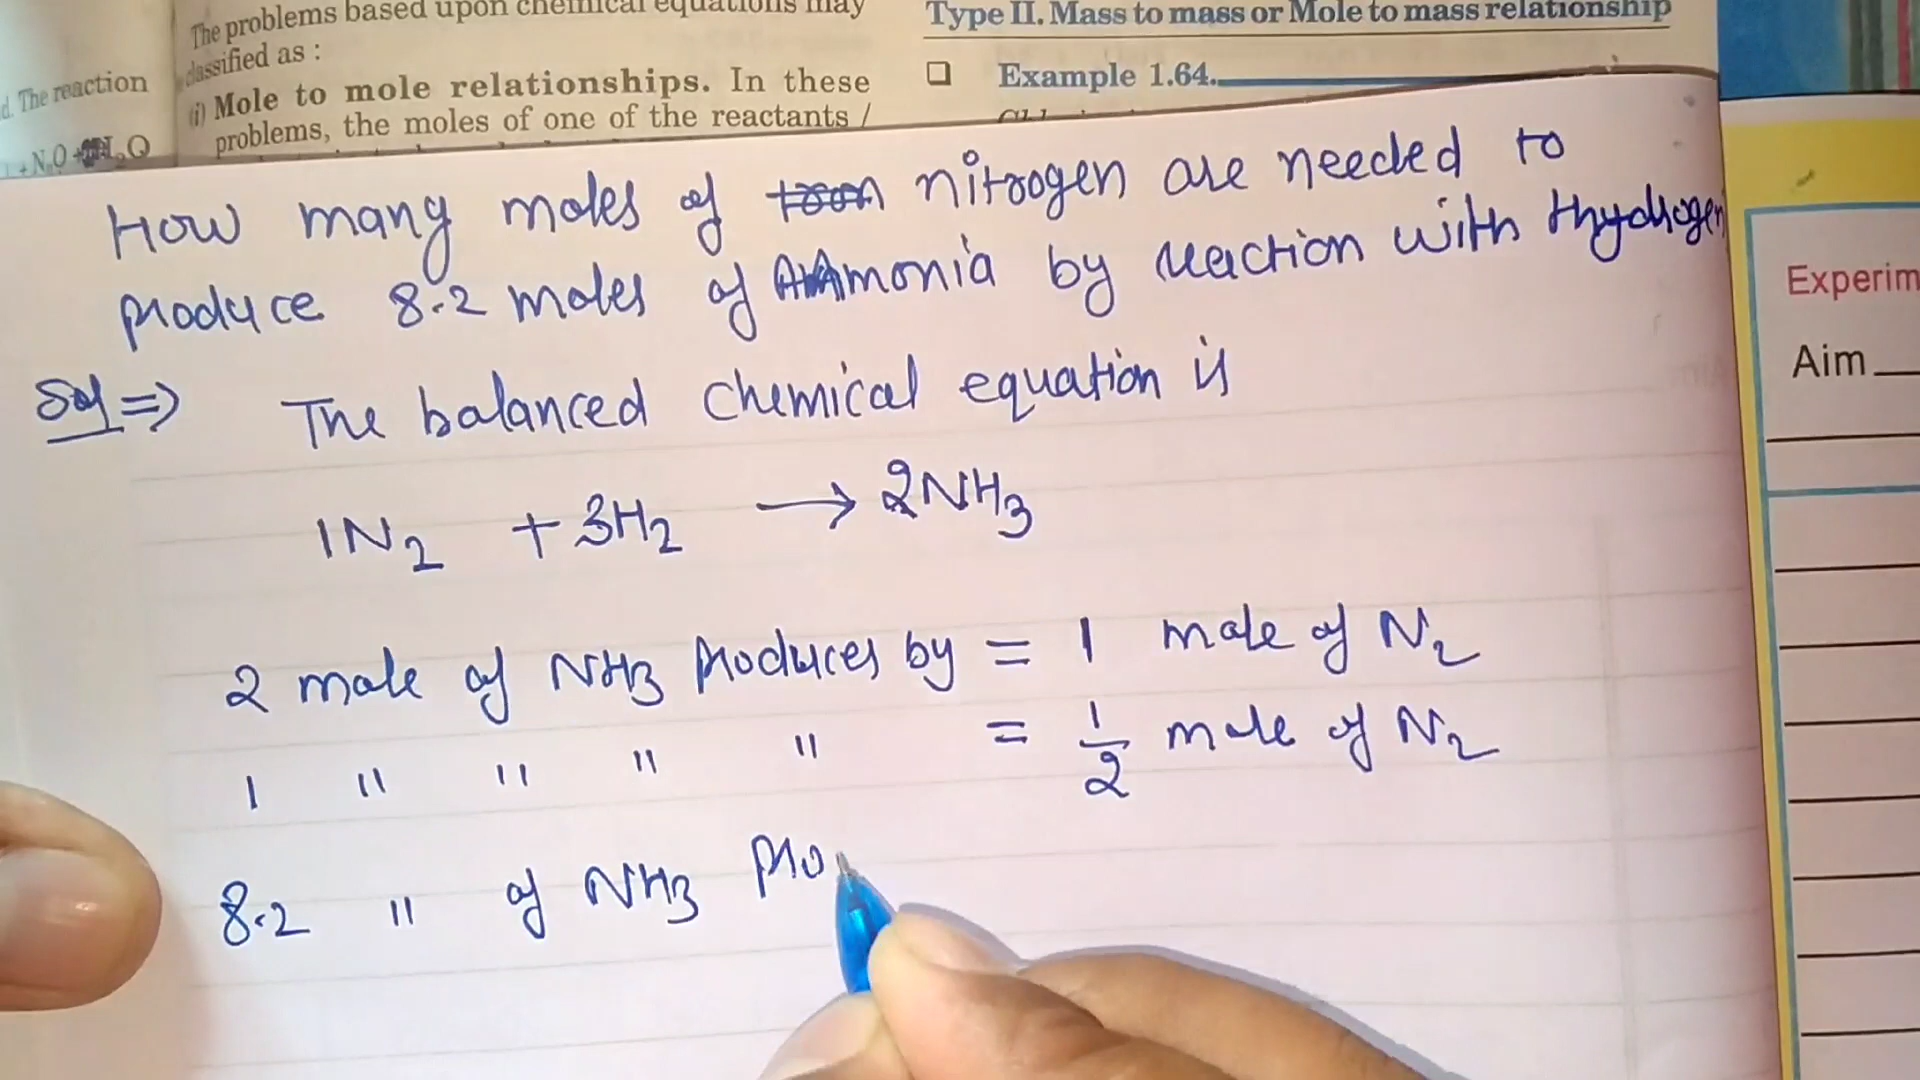 The problems based upon chemical equations may
classified as :
(i) Mole to mole relationships. In these
problems, the moles of one of the reactants /
d. The reaction
+ N₂O + H₂O
Type II. Mass to mass or Mole to mass relationship
Example 1.64.
How many moles of nitrogen are needed to
produce 8.2 moles of Ammonia by reaction with Hydrogen
Sol ⇒ The balanced chemical equation is
1N₂ + 3H₂ → 2NH₃
2 mole of NH3 produces by = 1 mole of N₂
1 " " " " = 1/2 mole of N₂
8.2 " of NH3 Pro
Experim
Aim